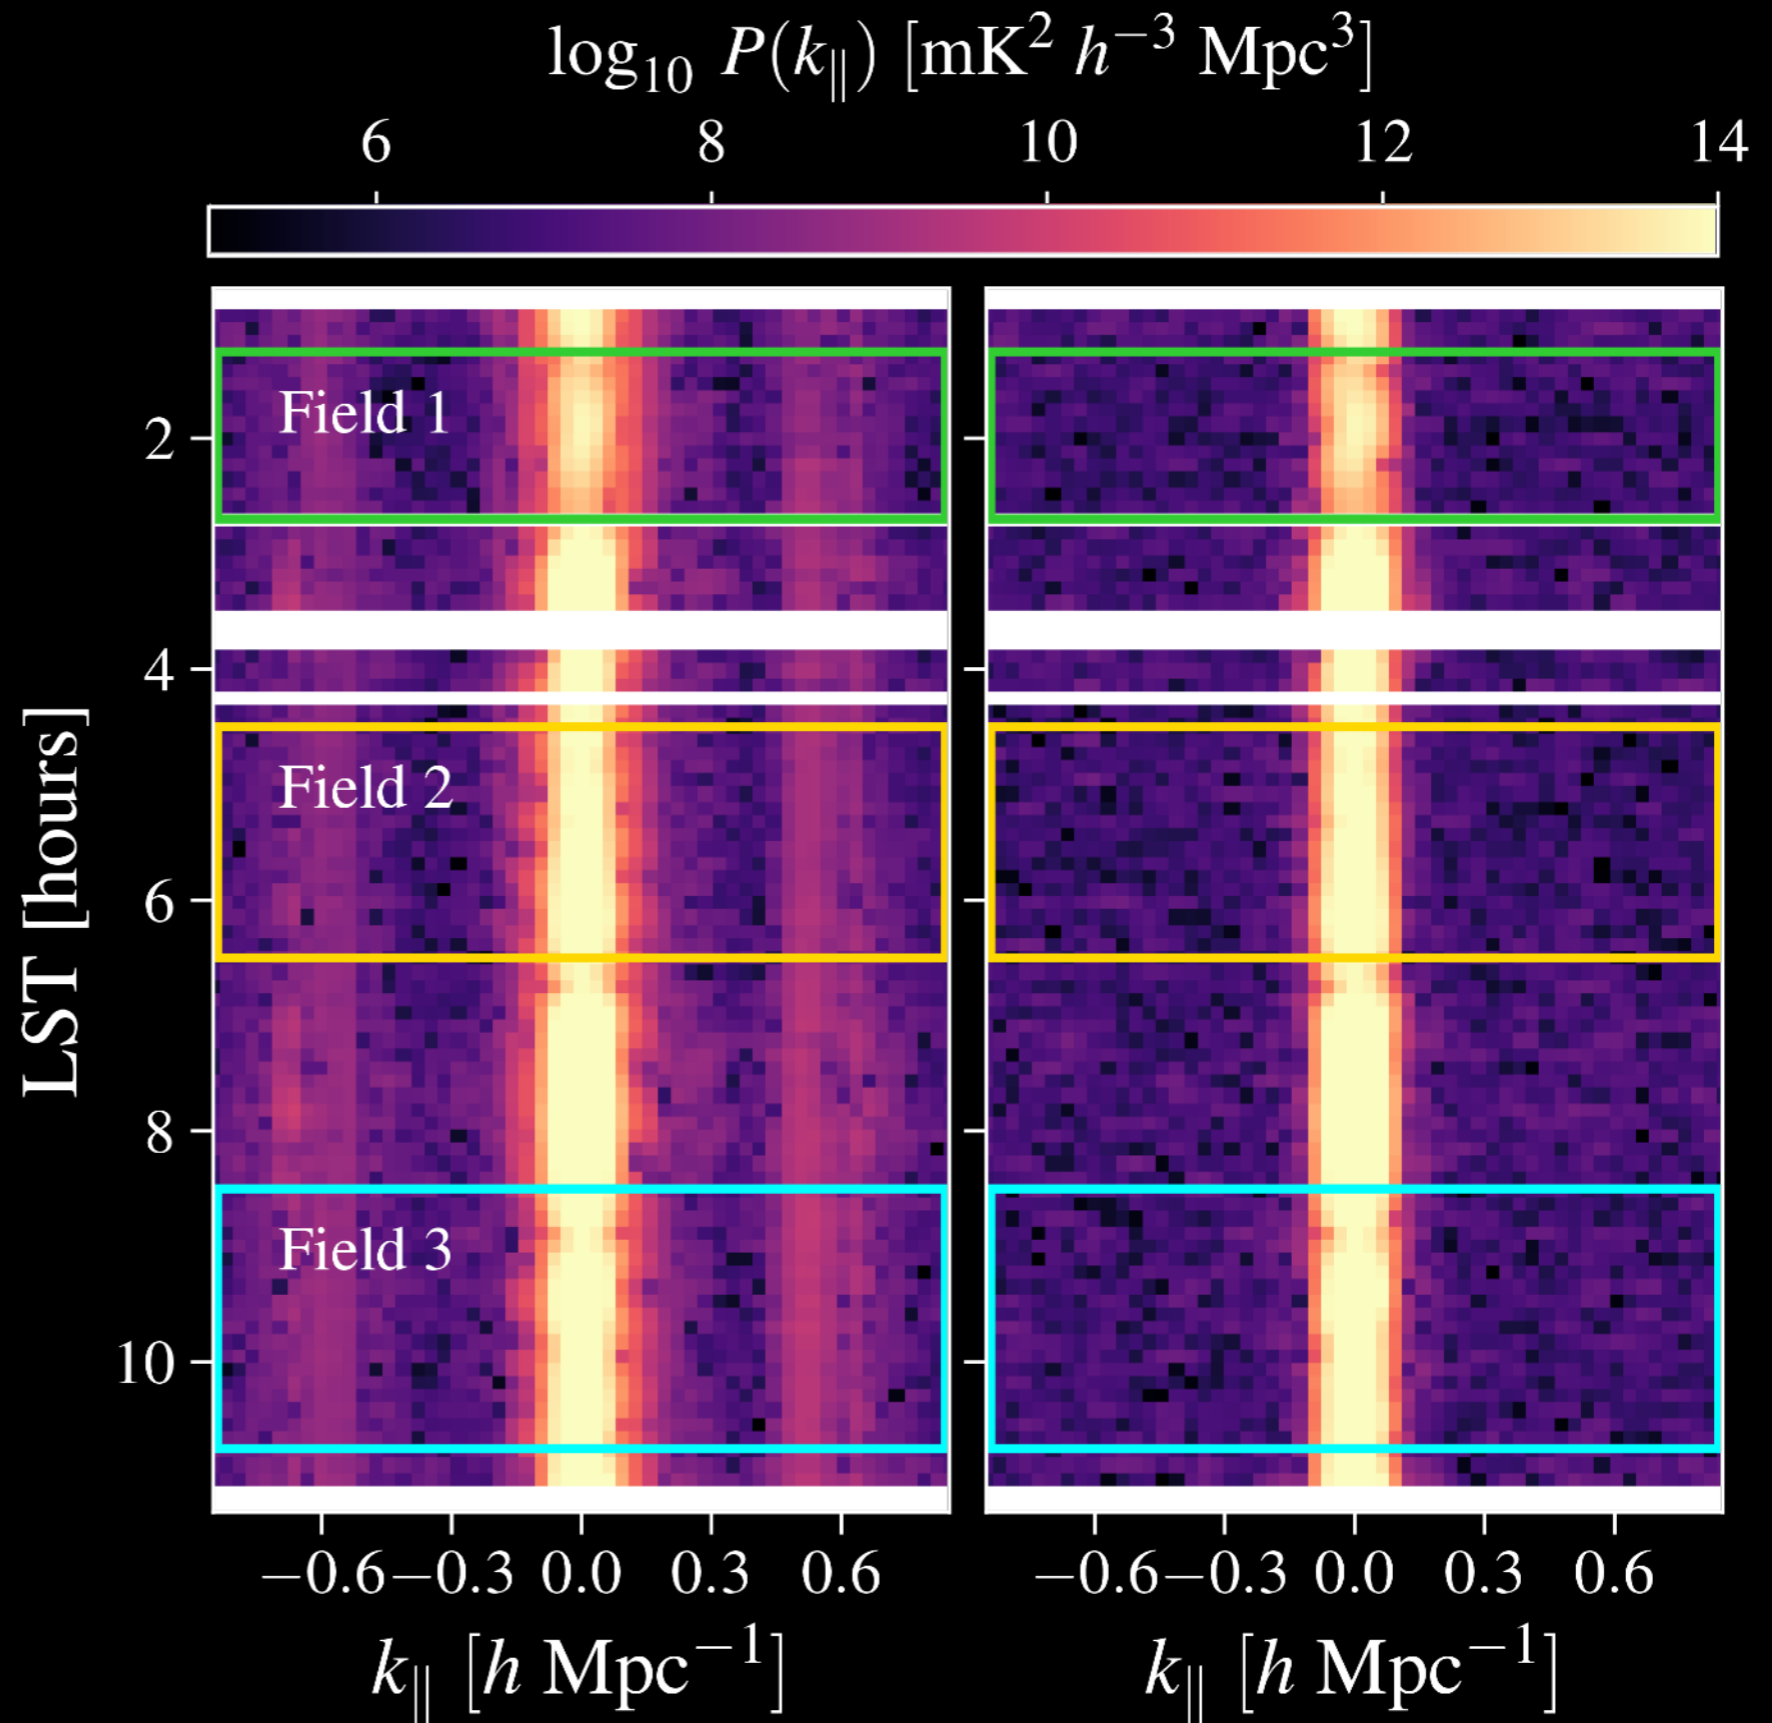 log₁₀ P(k∥) [mK² h⁻³ Mpc³]
6 8 10 12 14
LST [hours]
2
4
6
8
10
Field 1
Field 2
Field 3
−0.6 −0.3 0.0 0.3 0.6
−0.6 −0.3 0.0 0.3 0.6
k∥ [h Mpc⁻¹]
k∥ [h Mpc⁻¹]